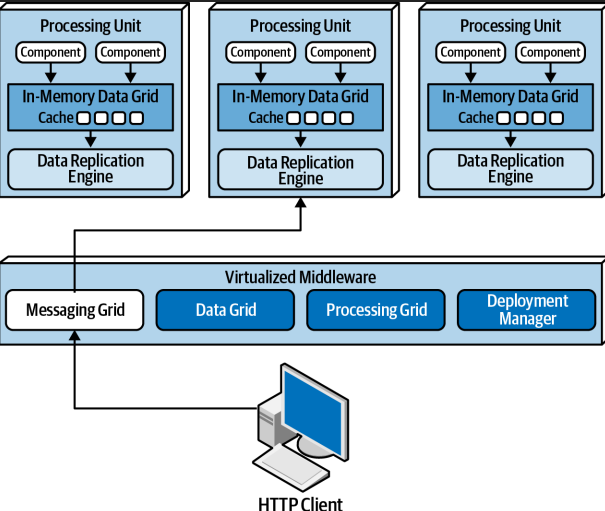 Processing Unit
Component Component
In-Memory Data Grid
Cache
Data Replication
Engine
Processing Unit
Component Component
In-Memory Data Grid
Cache
Data Replication
Engine
Processing Unit
Component Component
In-Memory Data Grid
Cache
Data Replication
Engine
Virtualized Middleware
Messaging Grid
Data Grid
Processing Grid
Deployment
Manager
HTTP Client